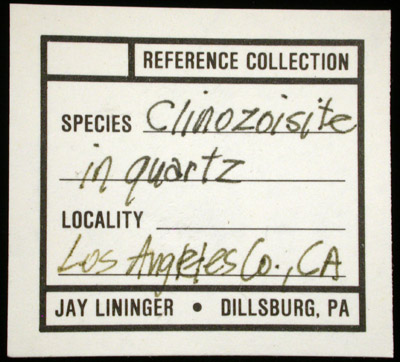 REFERENCE COLLECTION
SPECIES Clinozoisite
in quartz
LOCALITY
Los Angeles Co., CA
JAY LININGER • DILLSBURG, PA